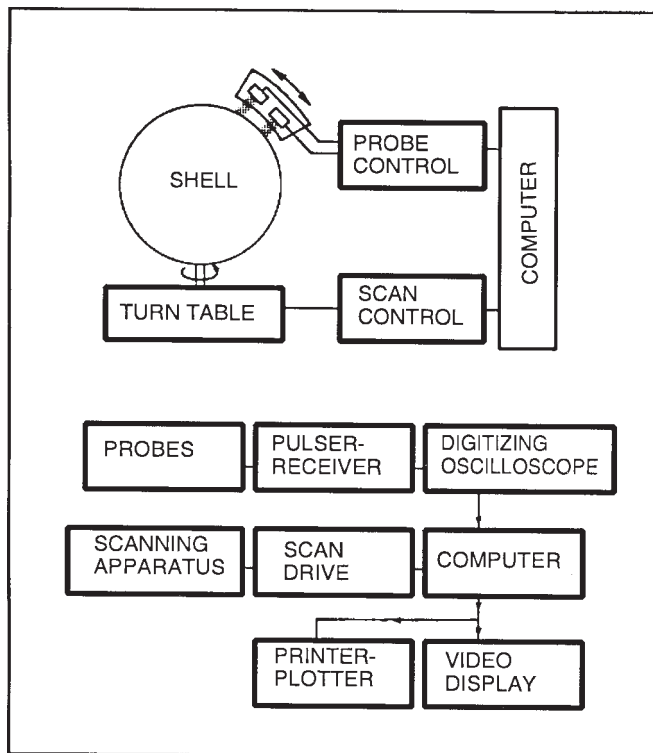 SHELL
PROBE
CONTROL
COMPUTER
TURN TABLE
SCAN
CONTROL
PROBES
PULSER-
RECEIVER
DIGITIZING
OSCILLOSCOPE
SCANNING
APPARATUS
SCAN
DRIVE
COMPUTER
PRINTER-
PLOTTER
VIDEO
DISPLAY